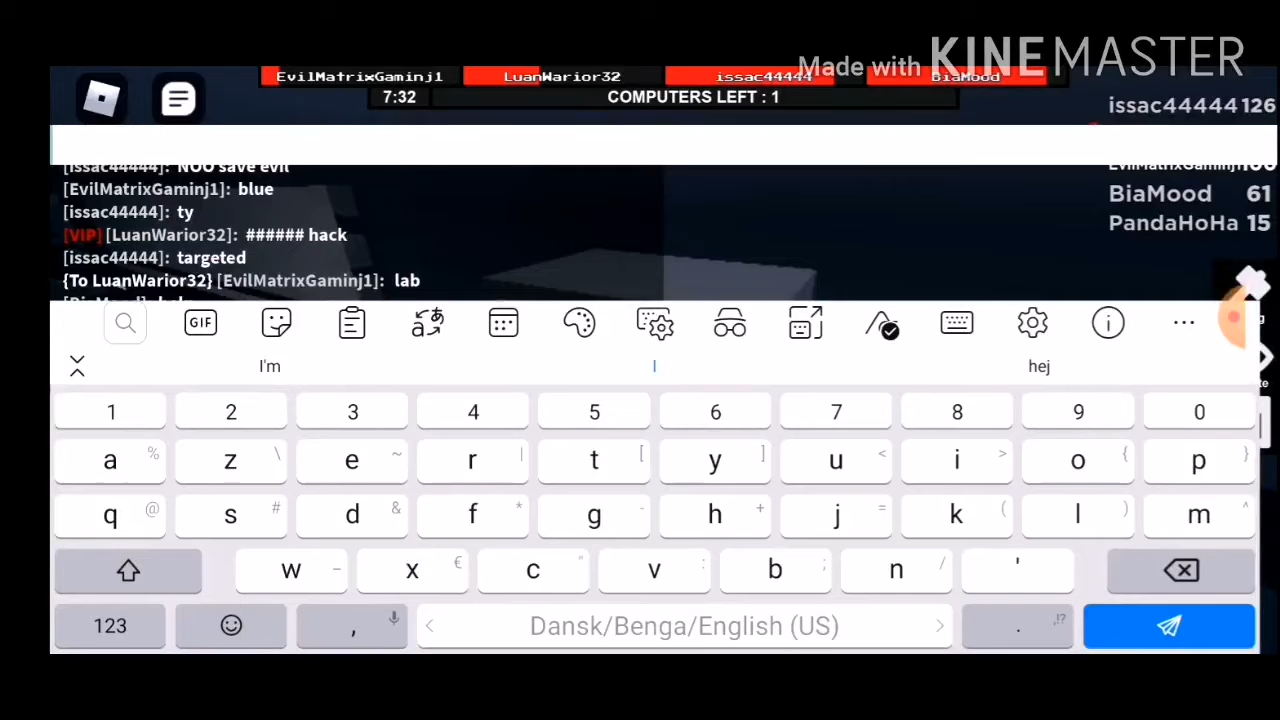 Made with KINEMASTER
EvilMatrixGaminj1 LuanWarior32 issac44444 BiaMood
7:32 COMPUTERS LEFT : 1
issac44444 126
[issac44444]: NOO save evil
EvilMatrixGaminj1
[EvilMatrixGaminj1]: blue
BiaMood 61
[issac44444]: ty
PandaHoHa 15
[VIP] [LuanWarior32]: ###### hack
[issac44444]: targeted
{To LuanWarior32} [EvilMatrixGaminj1]: lab
GIF
I'm I hej
1 2 3 4 5 6 7 8 9 0
a % z \ e ~ r | t [ y ] u < i > o { p }
q @ s # d & f * g - h + j = k ( l ) m ^
w _ x € c " v : b ; n / '
123 , < Dansk/Benga/English (US) > . ,!?